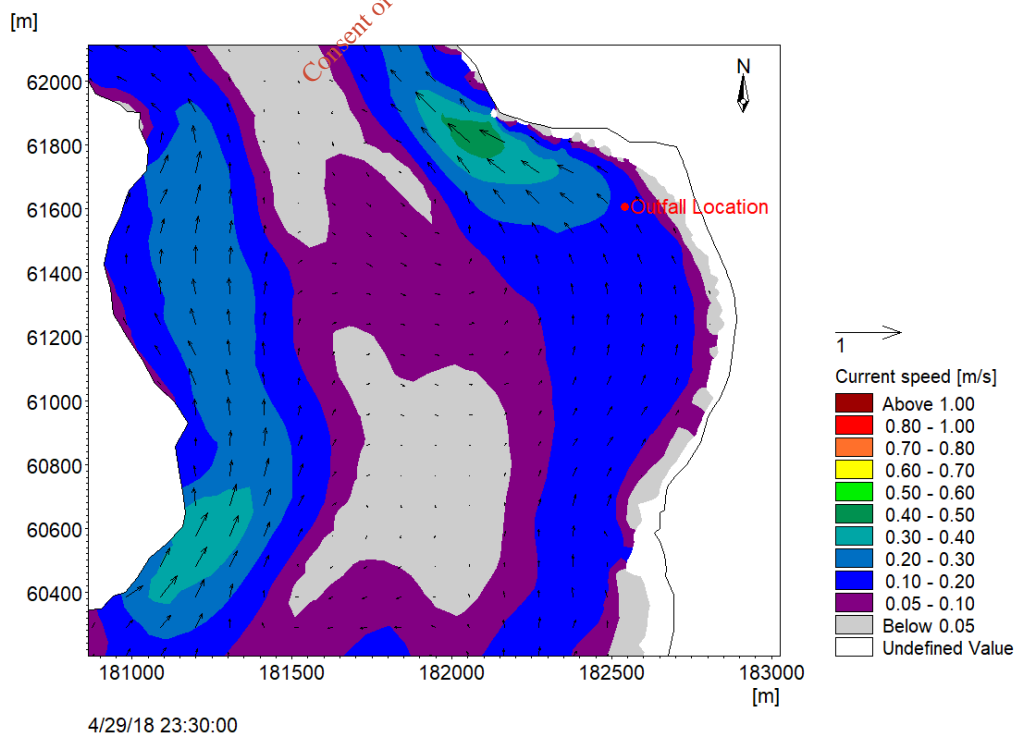 [m]
Consent of
62000
61800
61600
61400
61200
61000
60800
60600
60400
N
Outfall Location
181000 181500 182000 182500 183000
[m]
4/29/18 23:30:00
1
Current speed [m/s]
Above 1.00
0.80 - 1.00
0.70 - 0.80
0.60 - 0.70
0.50 - 0.60
0.40 - 0.50
0.30 - 0.40
0.20 - 0.30
0.10 - 0.20
0.05 - 0.10
Below 0.05
Undefined Value